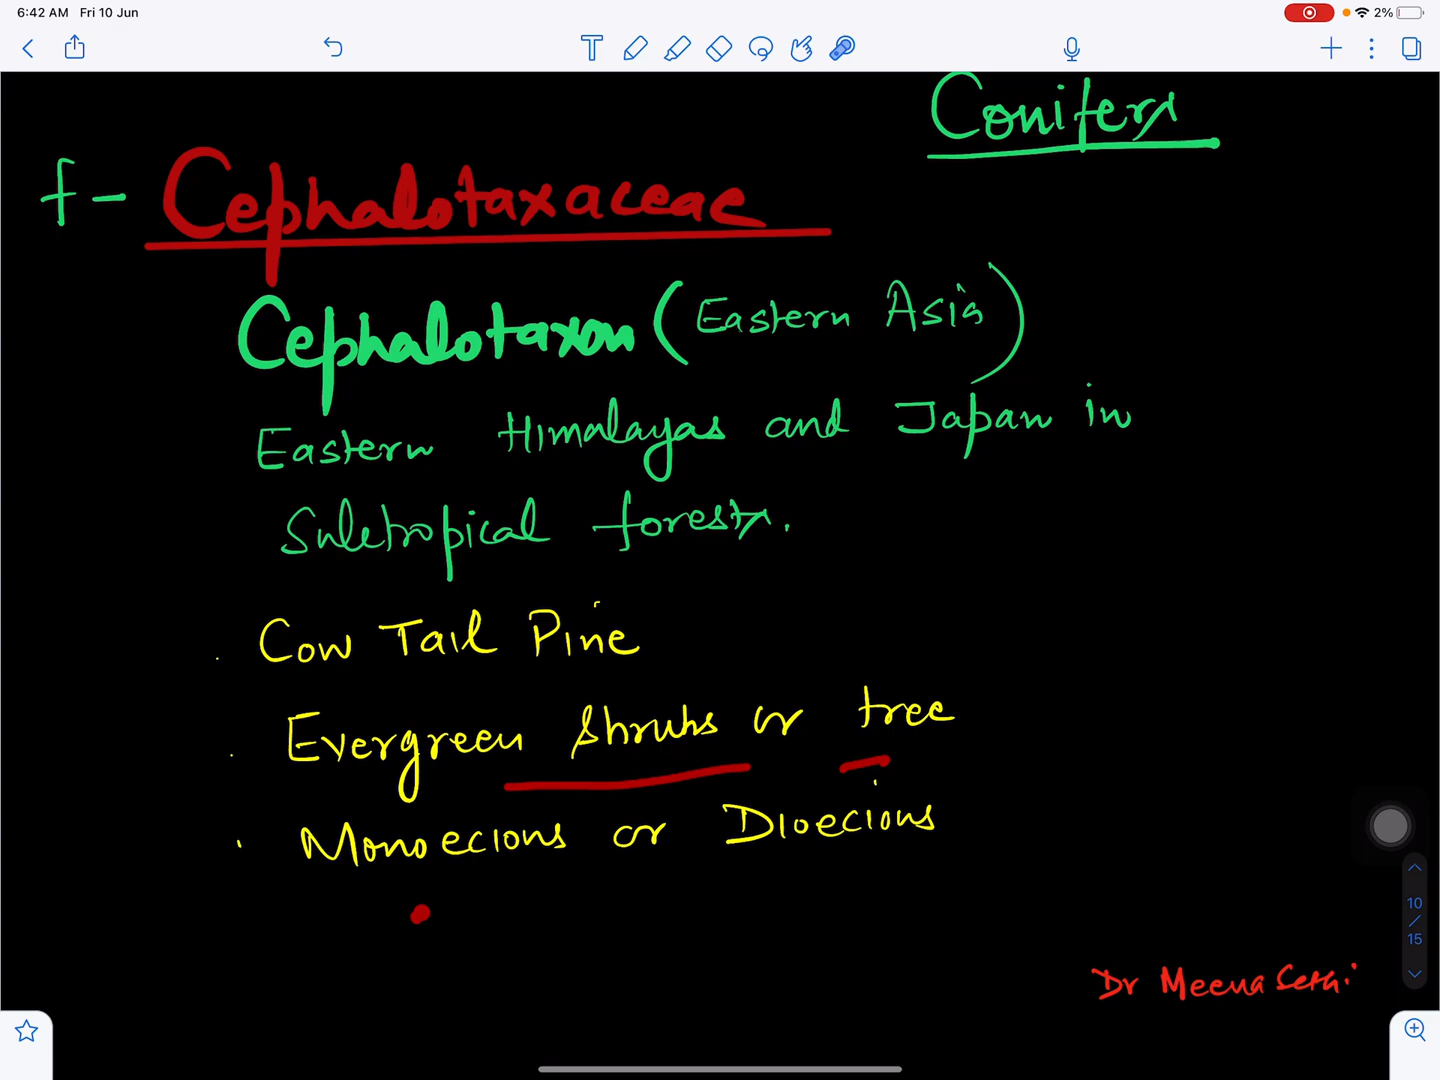 6:42 AM Fri 10 Jun
2%
Conifers
f - Cephalotaxaceae
Cephalotaxon (Eastern Asia)
Eastern Himalayas and Japan in
Subtropical forests.
Cow Tail Pine
Evergreen shrubs or tree
Monoecious or Dioecious
10
/
15
Dr Meena Sethi